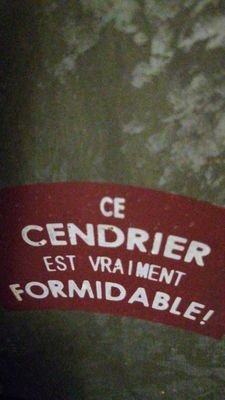 CE
CENDRIER
EST VRAIMENT
FORMIDABLE!